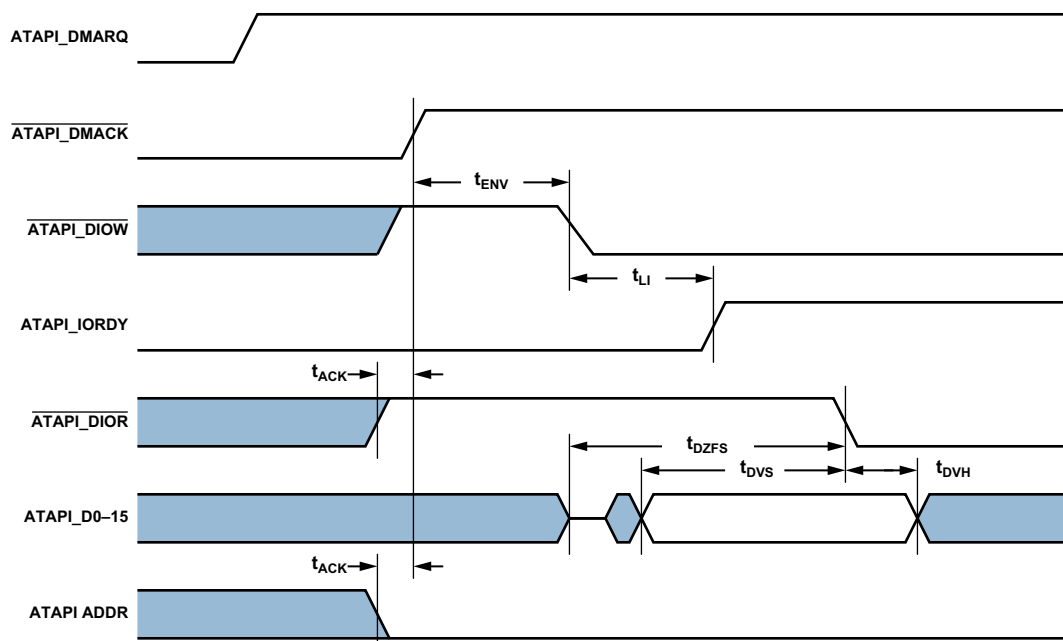 ATAPI_DMARQ
ATAPI_DMACK
tENV
ATAPI_DIOW
tLI
ATAPI_IORDY
tACK
ATAPI_DIOR
tDZFS
tDVS
tDVH
ATAPI_D0–15
tACK
ATAPI ADDR